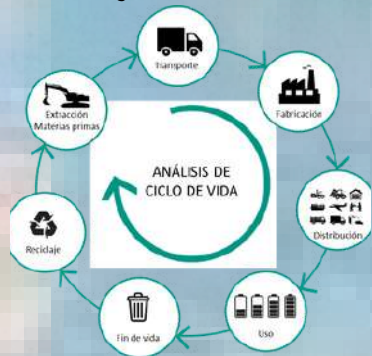 Transporte
Fabricación
Distribución
Uso
Fin de vida
Reciclaje
Extracción
Materias primas
ANÁLISIS DE
CICLO DE VIDA